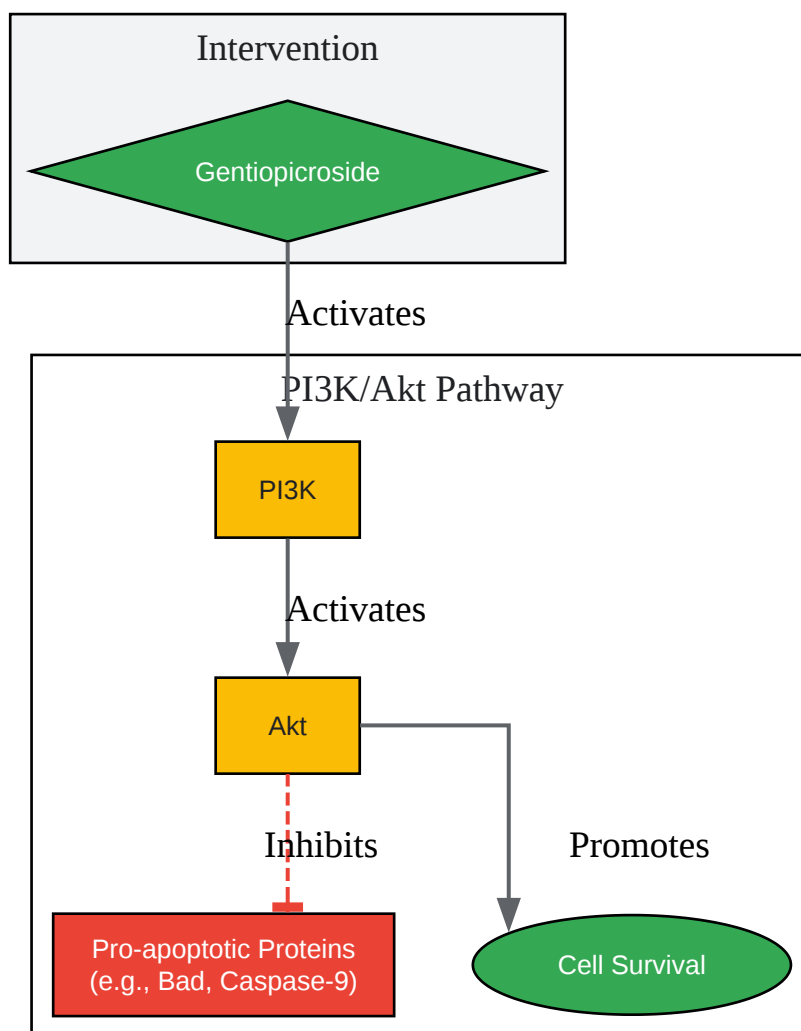 Intervention
Gentiopicroside
Activates
PI3K/Akt Pathway
PI3K
Activates
Akt
Inhibits
Promotes
Pro-apoptotic Proteins
(e.g., Bad, Caspase-9)
Cell Survival